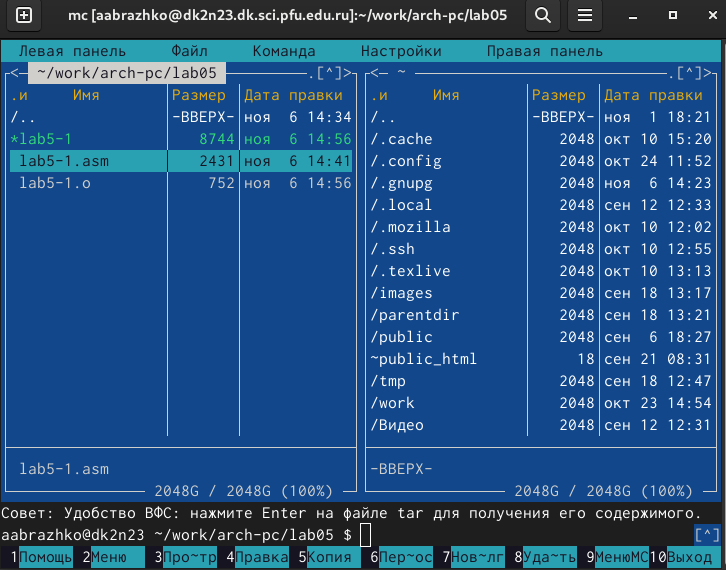 mc [aabrazhko@dk2n23.dk.sci.pfu.edu.ru]:~/work/arch-pc/lab05
Левая панель Файл Команда Настройки Правая панель
<─ ~/work/arch-pc/lab05 .[^]>
.и Имя Размер Дата правки
/.. -ВВЕРХ- ноя 6 14:34
*lab5-1 8744 ноя 6 14:56
lab5-1.asm 2431 ноя 6 14:41
lab5-1.o 752 ноя 6 14:56
lab5-1.asm
2048G / 2048G (100%)
<─ ~ .[^]>
.и Имя Размер Дата правки
/.. -ВВЕРХ- ноя 1 18:21
/.cache 2048 окт 10 15:20
/.config 2048 окт 24 11:52
/.gnupg 2048 ноя 6 14:23
/.local 2048 сен 12 12:33
/.mozilla 2048 окт 10 12:02
/.ssh 2048 окт 10 12:55
/.texlive 2048 окт 10 13:13
/images 2048 сен 18 13:17
/parentdir 2048 сен 18 13:21
/public 2048 сен 6 18:27
~public_html 18 сен 21 08:31
/tmp 2048 сен 18 12:47
/work 2048 окт 23 14:54
/Видео 2048 сен 12 12:31
-ВВЕРХ-
2048G / 2048G (100%)
Совет: Удобство ВФС: нажмите Enter на файле tar для получения его содержимого.
aabrazhko@dk2n23 ~/work/arch-pc/lab05 $ [^]
1Помощь 2Меню 3Про~тр 4Правка 5Копия 6Пер~ос 7Нов~лг 8Уда~ть 9МенюМС 10Выход